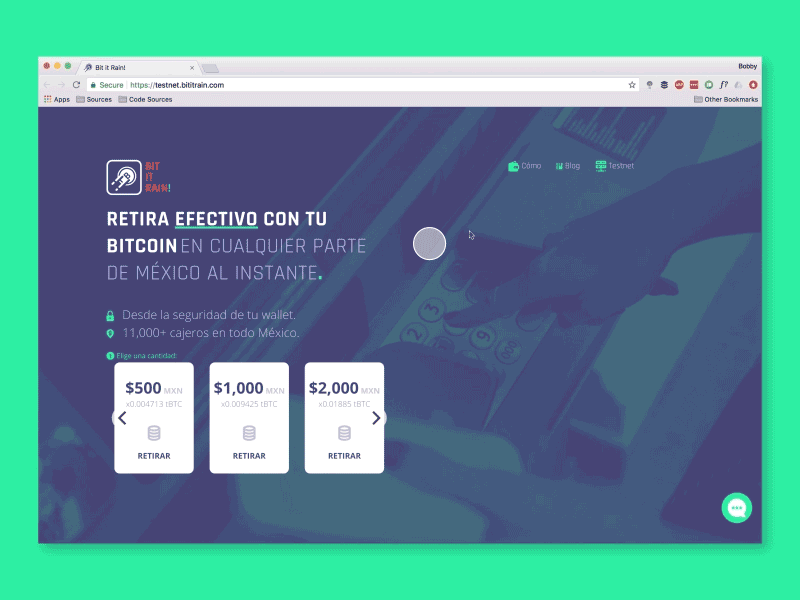 Bit it Rain!
Bobby
Secure https://testnet.bititrain.com
f?
Apps Sources Code Sources Other Bookmarks
BIT
IT
RAIN!
Cómo Blog Testnet
RETIRA EFECTIVO CON TU
BITCOIN EN CUALQUIER PARTE
DE MÉXICO AL INSTANTE.
Desde la seguridad de tu wallet.
11,000+ cajeros en todo México.
Elige una cantidad:
$500 MXN $1,000 MXN $2,000 MXN
x0.004713 tBTC x0.009425 tBTC x0.01885 tBTC
RETIRAR RETIRAR RETIRAR